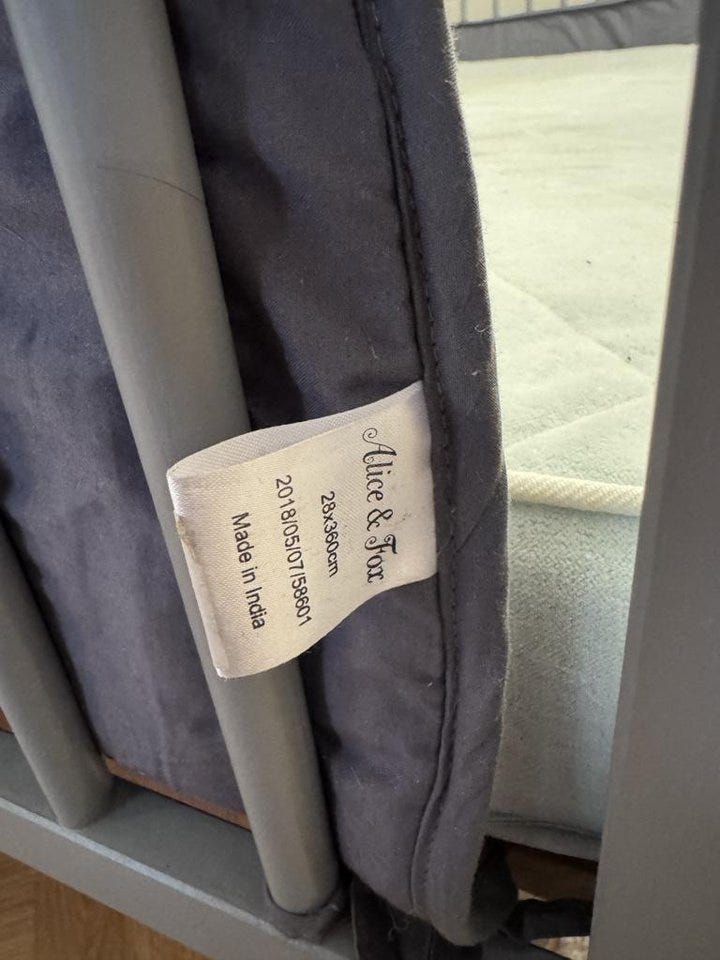 Alice & Fox
28x360cm
2018/05/07/58601
Made in India